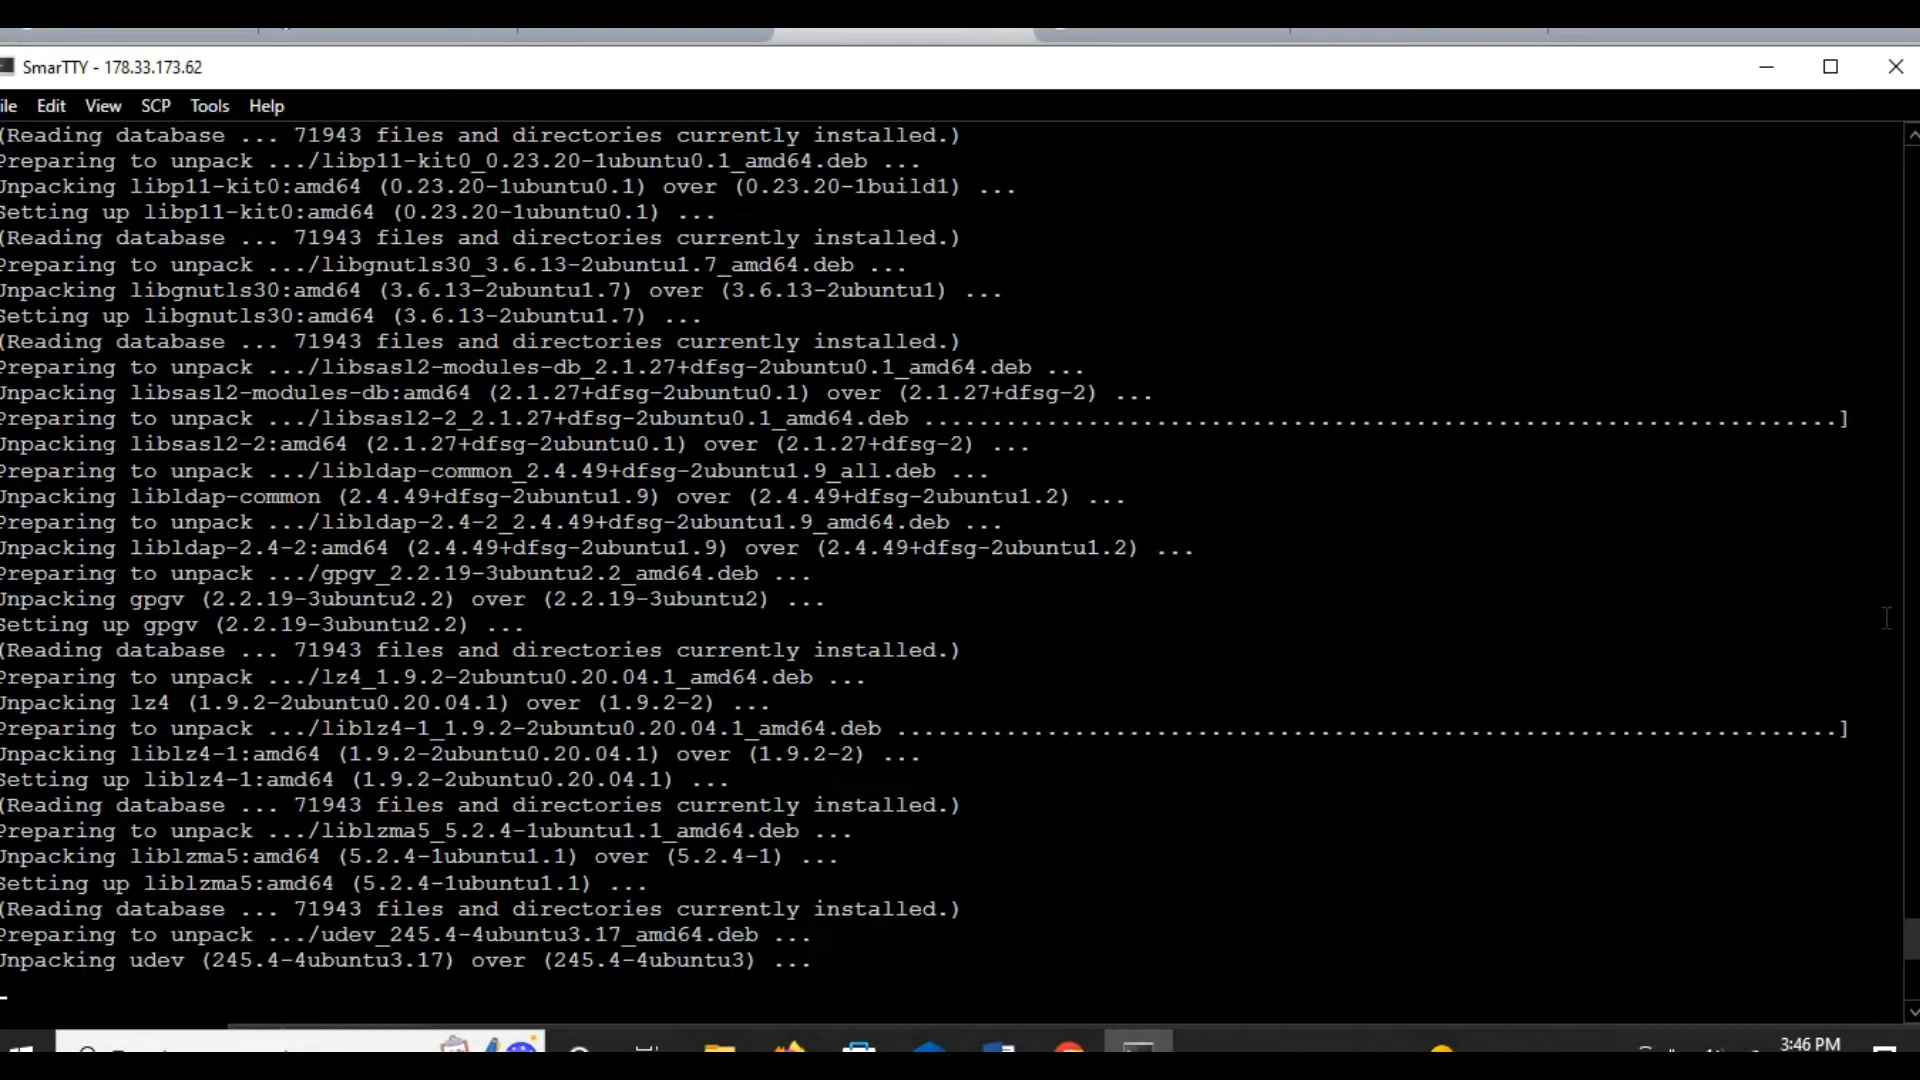 SmarTTY - 178.33.173.62
ile Edit View SCP Tools Help
(Reading database ... 71943 files and directories currently installed.)
Preparing to unpack .../libp11-kit0_0.23.20-1ubuntu0.1_amd64.deb ...
Unpacking libp11-kit0:amd64 (0.23.20-1ubuntu0.1) over (0.23.20-1build1) ...
Setting up libp11-kit0:amd64 (0.23.20-1ubuntu0.1) ...
(Reading database ... 71943 files and directories currently installed.)
Preparing to unpack .../libgnutls30_3.6.13-2ubuntu1.7_amd64.deb ...
Unpacking libgnutls30:amd64 (3.6.13-2ubuntu1.7) over (3.6.13-2ubuntu1) ...
Setting up libgnutls30:amd64 (3.6.13-2ubuntu1.7) ...
(Reading database ... 71943 files and directories currently installed.)
Preparing to unpack .../libsasl2-modules-db_2.1.27+dfsg-2ubuntu0.1_amd64.deb ...
Unpacking libsasl2-modules-db:amd64 (2.1.27+dfsg-2ubuntu0.1) over (2.1.27+dfsg-2) ...
Preparing to unpack .../libsasl2-2_2.1.27+dfsg-2ubuntu0.1_amd64.deb ...................................................................]
Unpacking libsasl2-2:amd64 (2.1.27+dfsg-2ubuntu0.1) over (2.1.27+dfsg-2) ...
Preparing to unpack .../libldap-common_2.4.49+dfsg-2ubuntu1.9_all.deb ...
Unpacking libldap-common (2.4.49+dfsg-2ubuntu1.9) over (2.4.49+dfsg-2ubuntu1.2) ...
Preparing to unpack .../libldap-2.4-2_2.4.49+dfsg-2ubuntu1.9_amd64.deb ...
Unpacking libldap-2.4-2:amd64 (2.4.49+dfsg-2ubuntu1.9) over (2.4.49+dfsg-2ubuntu1.2) ...
Preparing to unpack .../gpgv_2.2.19-3ubuntu2.2_amd64.deb ...
Unpacking gpgv (2.2.19-3ubuntu2.2) over (2.2.19-3ubuntu2) ...
Setting up gpgv (2.2.19-3ubuntu2.2) ...
(Reading database ... 71943 files and directories currently installed.)
Preparing to unpack .../lz4_1.9.2-2ubuntu0.20.04.1_amd64.deb ...
Unpacking lz4 (1.9.2-2ubuntu0.20.04.1) over (1.9.2-2) ...
Preparing to unpack .../liblz4-1_1.9.2-2ubuntu0.20.04.1_amd64.deb .....................................................................]
Unpacking liblz4-1:amd64 (1.9.2-2ubuntu0.20.04.1) over (1.9.2-2) ...
Setting up liblz4-1:amd64 (1.9.2-2ubuntu0.20.04.1) ...
(Reading database ... 71943 files and directories currently installed.)
Preparing to unpack .../liblzma5_5.2.4-1ubuntu1.1_amd64.deb ...
Unpacking liblzma5:amd64 (5.2.4-1ubuntu1.1) over (5.2.4-1) ...
Setting up liblzma5:amd64 (5.2.4-1ubuntu1.1) ...
(Reading database ... 71943 files and directories currently installed.)
Preparing to unpack .../udev_245.4-4ubuntu3.17_amd64.deb ...
Unpacking udev (245.4-4ubuntu3.17) over (245.4-4ubuntu3) ...
3:46 PM